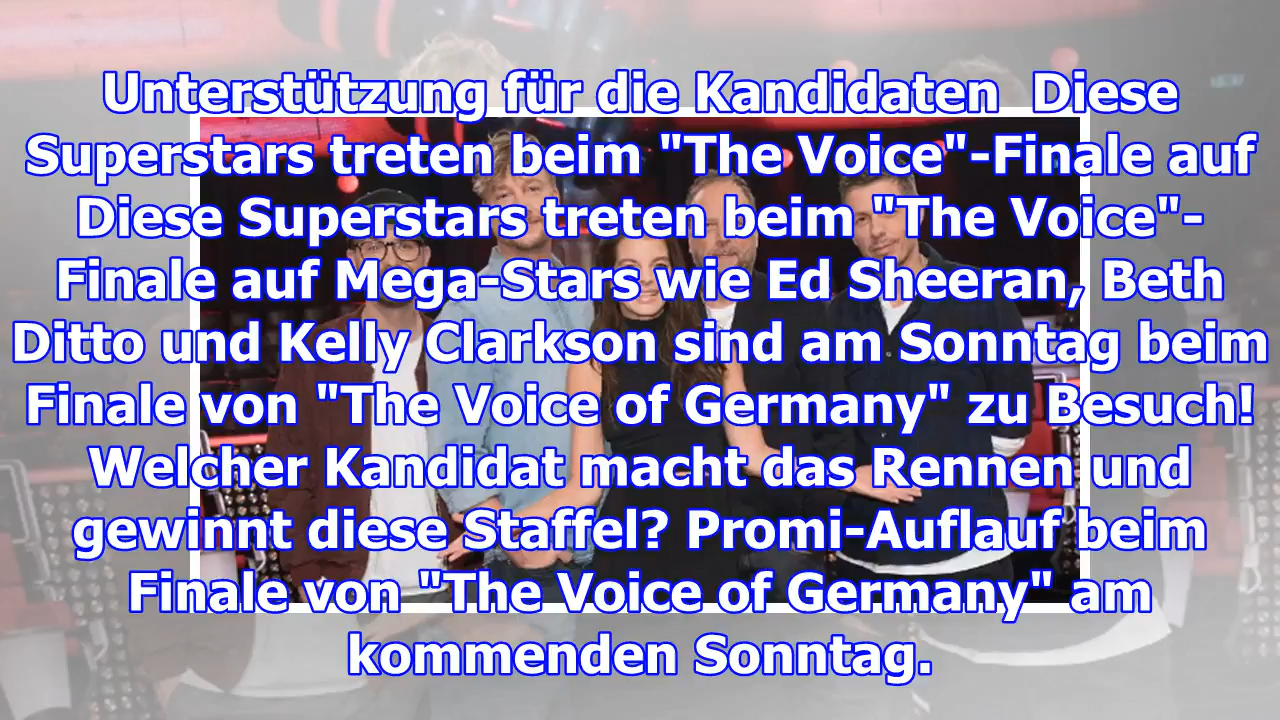 Unterstützung für die Kandidaten  Diese
Superstars treten beim "The Voice"-Finale auf
Diese Superstars treten beim "The Voice"-
Finale auf Mega-Stars wie Ed Sheeran, Beth
Ditto und Kelly Clarkson sind am Sonntag beim
Finale von "The Voice of Germany" zu Besuch!
Welcher Kandidat macht das Rennen und
gewinnt diese Staffel? Promi-Auflauf beim
Finale von "The Voice of Germany" am
kommenden Sonntag.